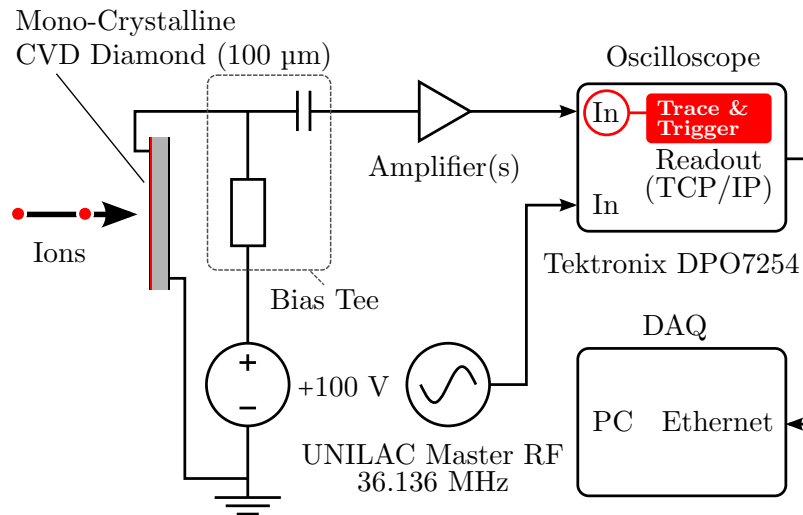 Mono-Crystalline
CVD Diamond (100 µm)
Oscilloscope
In
Trace &
Trigger
Amplifier(s)
Readout
(TCP/IP)
In
Ions
Tektronix DPO7254
Bias Tee
DAQ
+
+100 V
−
PC
Ethernet
UNILAC Master RF
36.136 MHz